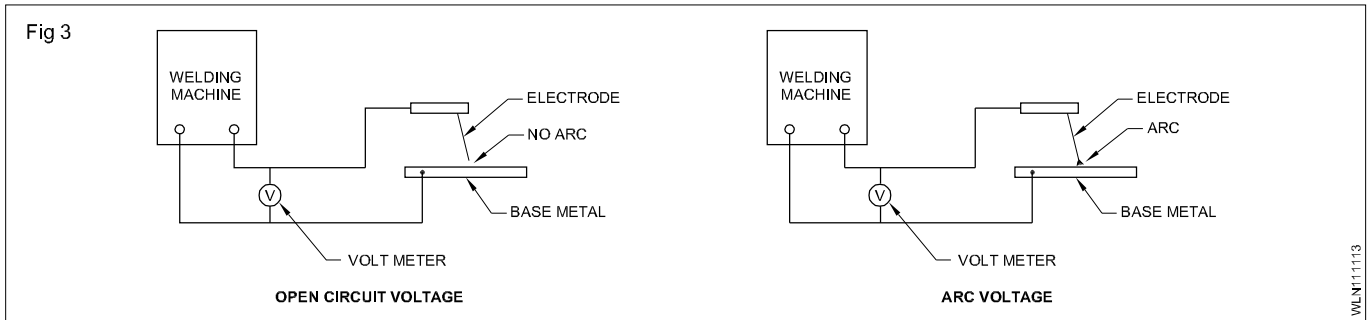 Fig 3
WELDING
MACHINE
ELECTRODE
NO ARC
V
BASE METAL
VOLT METER
OPEN CIRCUIT VOLTAGE
WELDING
MACHINE
ELECTRODE
ARC
V
BASE METAL
VOLT METER
ARC VOLTAGE
WLN111113